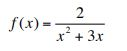 f(x) = 2 / (x² + 3x)